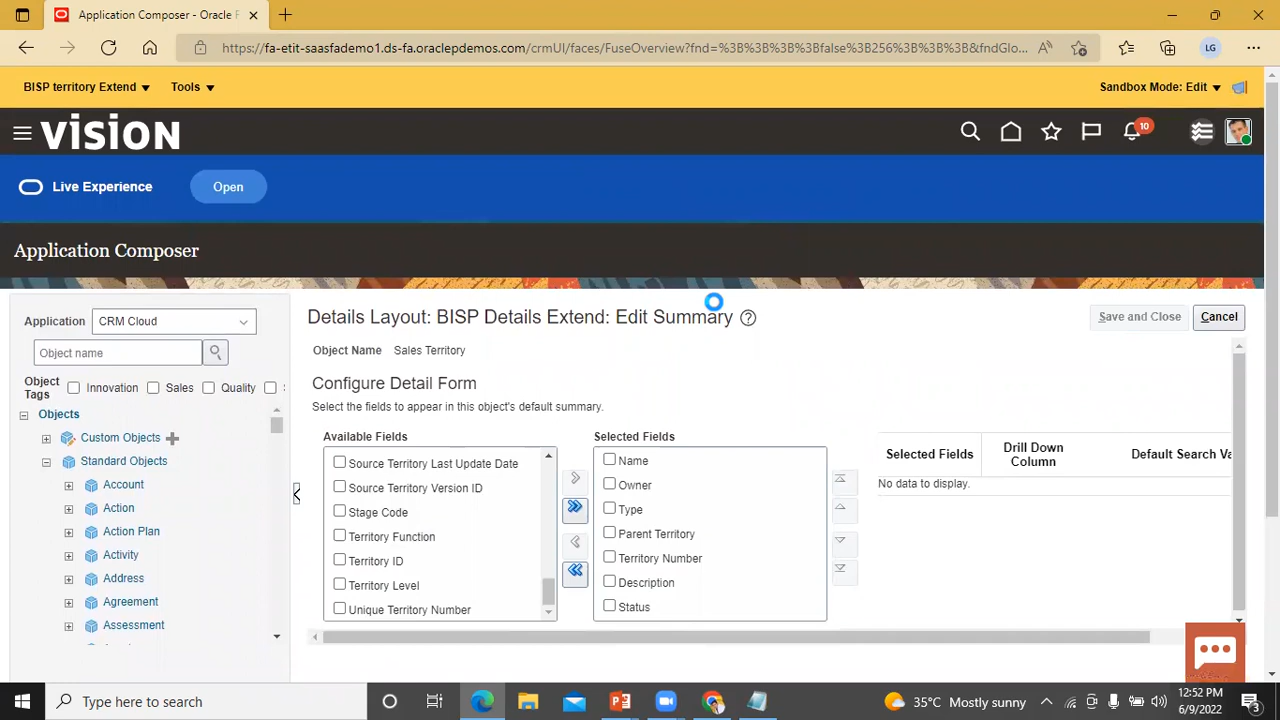 Application Composer - Oracle F
https://fa-etit-saasfademo1.ds-fa.oraclepdemos.com/crmUI/faces/FuseOverview?fnd=%3B%3B%3B%3Bfalse%3B256%3B%3B%3B&fndGlo...
LG
BISP territory Extend
Tools
Sandbox Mode: Edit
VISION
10
Live Experience
Open
Application Composer
Application
CRM Cloud
Object name
Object Tags
Innovation
Sales
Quality
Objects
Custom Objects
Standard Objects
Account
Action
Action Plan
Activity
Address
Agreement
Assessment
Details Layout: BISP Details Extend: Edit Summary
Save and Close
Cancel
Object Name Sales Territory
Configure Detail Form
Select the fields to appear in this object's default summary.
Available Fields
Source Territory Last Update Date
Source Territory Version ID
Stage Code
Territory Function
Territory ID
Territory Level
Unique Territory Number
Selected Fields
Name
Owner
Type
Parent Territory
Territory Number
Description
Status
Selected Fields
Drill Down Column
Default Search Va
No data to display.
Type here to search
35°C Mostly sunny
12:52 PM
6/9/2022
3